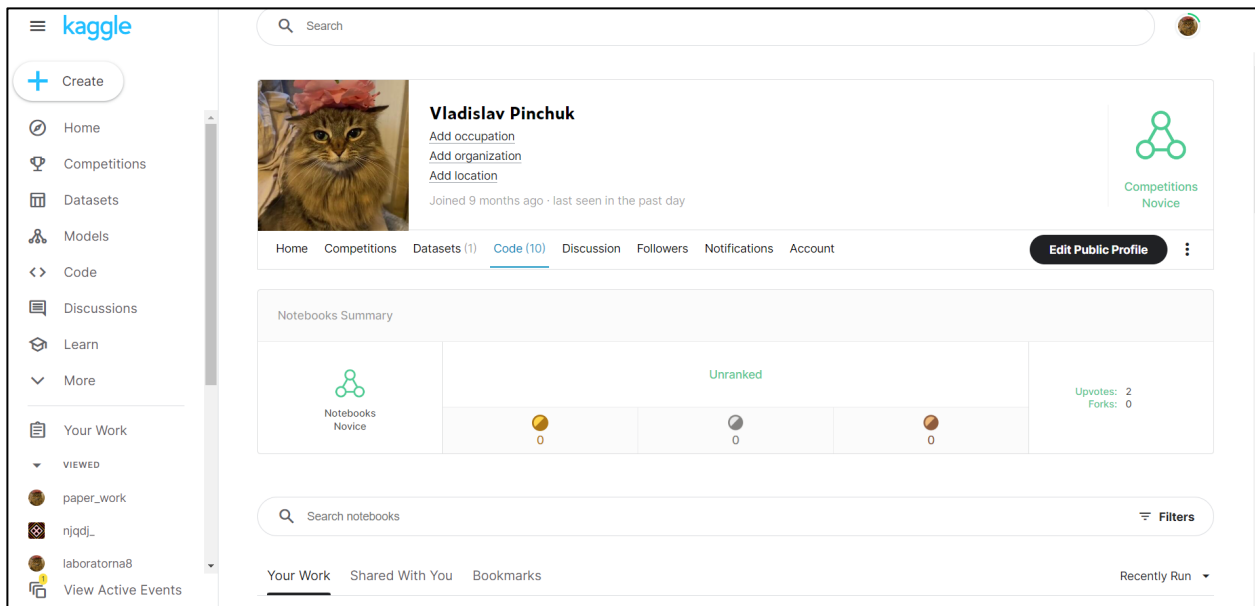 kaggle
Search
Create
Home
Competitions
Datasets
Models
Code
Discussions
Learn
More
Your Work
VIEWED
paper_work
njqdj_
laboratorna8
1
View Active Events
Vladislav Pinchuk
Add occupation
Add organization
Add location
Joined 9 months ago · last seen in the past day
Competitions
Novice
Home Competitions Datasets (1) Code (10) Discussion Followers Notifications Account Edit Public Profile
Notebooks Summary
Notebooks
Novice
Unranked
0 0 0
Upvotes: 2
Forks: 0
Search notebooks Filters
Your Work Shared With You Bookmarks Recently Run